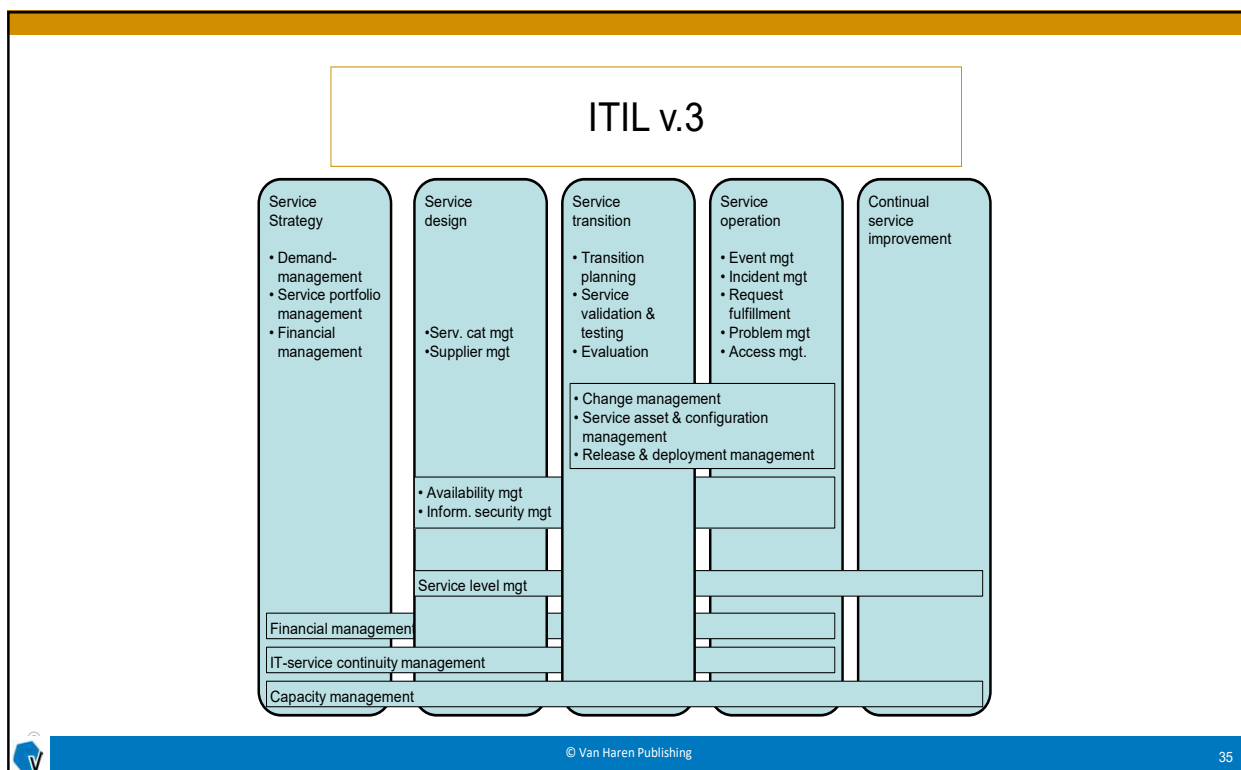 ITIL v.3
Service
Strategy
• Demand-
management
• Service portfolio
management
• Financial
management
Service
design
•Serv. cat mgt
•Supplier mgt
Service
transition
• Transition
planning
• Service
validation &
testing
• Evaluation
Service
operation
• Event mgt
• Incident mgt
• Request
fulfillment
• Problem mgt
• Access mgt.
Continual
service
improvement
• Change management
• Service asset & configuration
management
• Release & deployment management
• Availability mgt
• Inform. security mgt
Service level mgt
Financial management
IT-service continuity management
Capacity management
© Van Haren Publishing
35